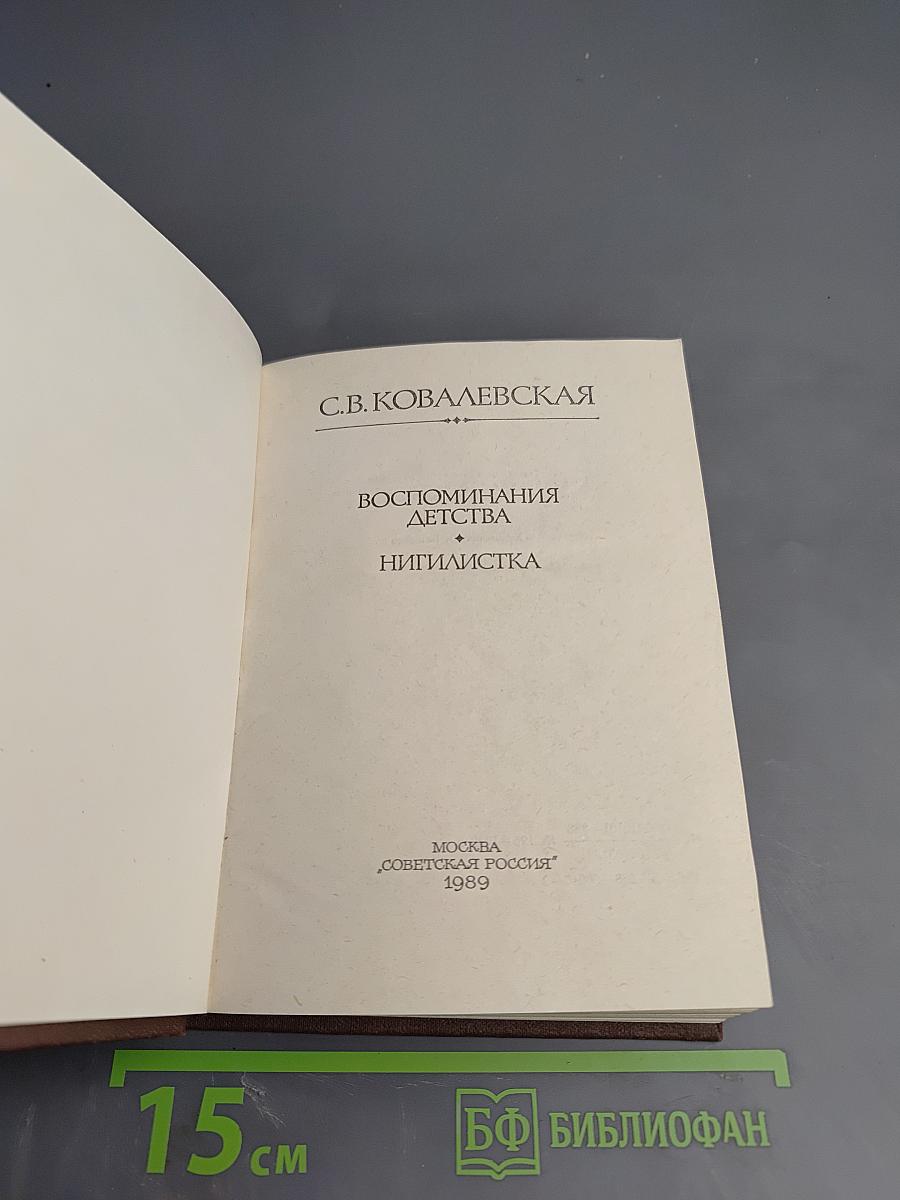 С.В. КОВАЛЕВСКАЯ
ВОСПОМИНАНИЯ
ДЕТСТВА
НИГИЛИСТКА
МОСКВА
„СОВЕТСКАЯ РОССИЯ"
1989
15 см
БФ БИБЛИОФАН